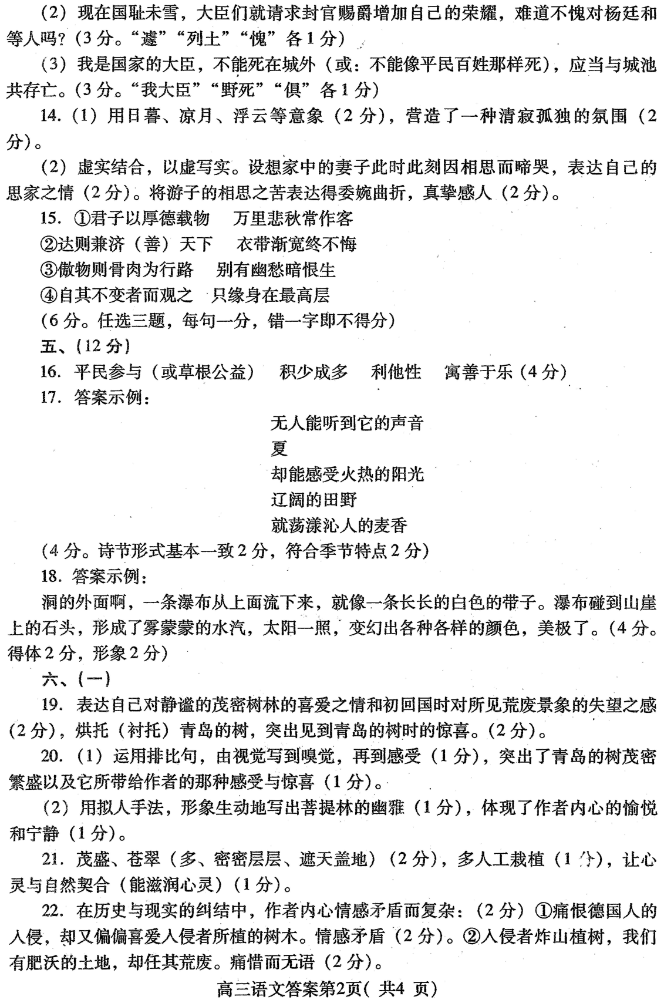 (2) 现在国耻未雪，大臣们就请求封官赐爵增加自己的荣耀，难道不愧对杨廷和
等人吗？(3 分。“遽”“列土”“愧”各 1 分)
(3) 我是国家的大臣，不能死在城外（或：不能像平民百姓那样死），应当与城池
共存亡。(3 分。“我大臣”“野死”“俱”各 1 分)
14. (1) 用日暮、凉月、浮云等意象（2 分），营造了一种清寂孤独的氛围（2
分）。
(2) 虚实结合，以虚写实。设想家中的妻子此时此刻因相思而啼哭，表达自己的
思家之情（2 分）。将游子的相思之苦表达得委婉曲折，真挚感人（2 分）。
15. ①君子以厚德载物 万里悲秋常作客
②达则兼济（善）天下 衣带渐宽终不悔
③傲物则骨肉为行路 别有幽愁暗恨生
④自其不变者而观之 只缘身在最高层
(6 分。任选三题，每句一分，错一字即不得分)
五、(12 分)
16. 平民参与（或草根公益） 积少成多 利他性 寓善于乐 (4 分)
17. 答案示例：
无人能听到它的声音
夏
却能感受火热的阳光
辽阔的田野
就荡漾沁人的麦香
(4 分。诗节形式基本一致 2 分，符合季节特点 2 分)
18. 答案示例：
洞的外面啊，一条瀑布从上面流下来，就像一条长长的白色的带子。瀑布碰到山崖
上的石头，形成了雾蒙蒙的水汽，太阳一照，变幻出各种各样的颜色，美极了。(4 分。
得体 2 分，形象 2 分)
六、(一)
19. 表达自己对静谧的茂密树林的喜爱之情和初回国时对所见荒废景象的失望之感
(2 分)，烘托（衬托）青岛的树，突出见到青岛的树时的惊喜。(2 分)。
20. (1) 运用排比句，由视觉写到嗅觉，再到感受（1 分），突出了青岛的树茂密
繁盛以及它所带给作者的那种感受与惊喜（1 分）。
(2) 用拟人手法，形象生动地写出菩提林的幽雅（1 分），体现了作者内心的愉悦
和宁静（1 分）。
21. 茂盛、苍翠（多、密密层层、遮天盖地）（2 分），多人工栽植（1 分），让心
灵与自然契合（能滋润心灵）（1 分）。
22. 在历史与现实的纠结中，作者内心情感矛盾而复杂：（2 分）①痛恨德国人的
入侵，却又偏偏喜爱入侵者所植的树木。情感矛盾（2 分）。②入侵者炸山植树，我们
有肥沃的土地，却任其荒废。痛惜而无语（2 分）。
高三语文答案第2页( 共4 页)